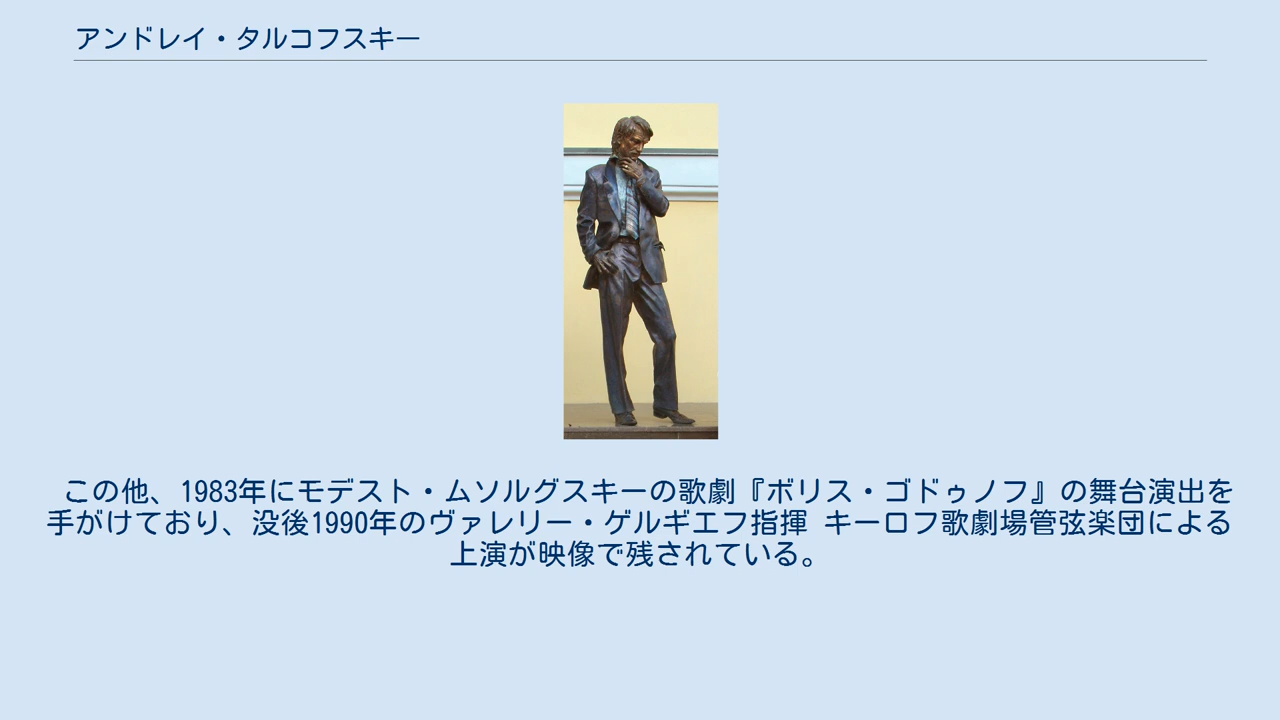 アンドレイ・タルコフスキー
この他、1983年にモデスト・ムソルグスキーの歌劇『ボリス・ゴドゥノフ』の舞台演出を
手がけており、没後1990年のヴァレリー・ゲルギエフ指揮 キーロフ歌劇場管弦楽団による
上演が映像で残されている。